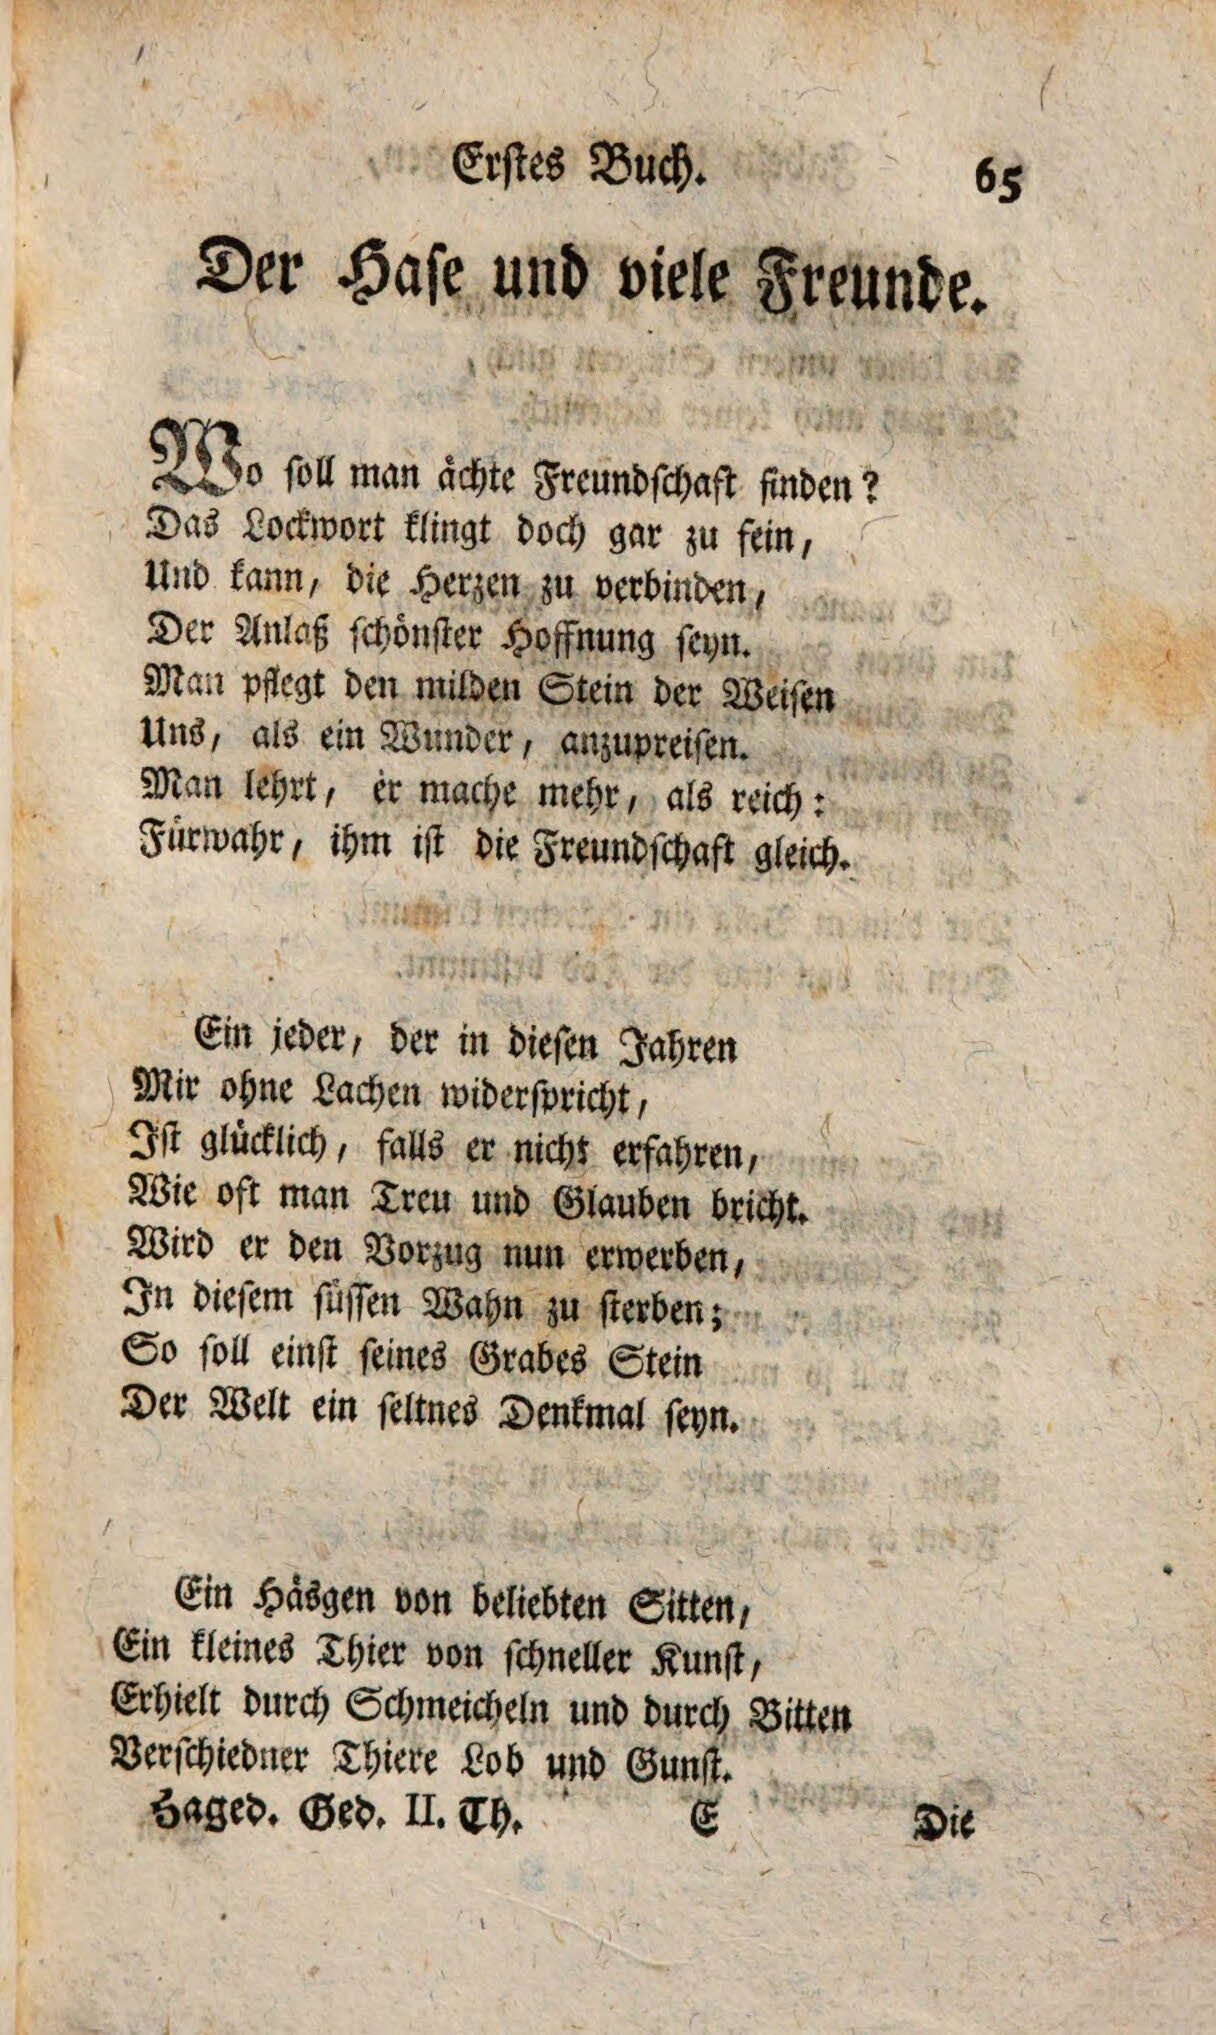 Erstes Buch. 65
Der Hase und viele Freunde.
Wo soll man ächte Freundschaft finden?
Das Lockwort klingt doch gar zu fein,
Und kann, die Herzen zu verbinden,
Der Anlaß schönster Hoffnung seyn.
Man pflegt den milden Stein der Weisen
Uns, als ein Wunder, anzupreisen.
Man lehrt, er mache mehr, als reich:
Fürwahr, ihm ist die Freundschaft gleich.
Ein jeder, der in diesen Jahren
Mir ohne Lachen widerspricht,
Ist glücklich, falls er nicht erfahren,
Wie oft man Treu und Glauben bricht.
Wird er den Vorzug nun erwerben,
In diesem süssen Wahn zu sterben;
So soll einst seines Grabes Stein
Der Welt ein seltnes Denkmal seyn.
Ein Häsgen von beliebten Sitten,
Ein kleines Thier von schneller Kunst,
Erhielt durch Schmeicheln und durch Bitten
Verschiedner Thiere Lob und Gunst.
Haged. Ged. II. Th. E Die